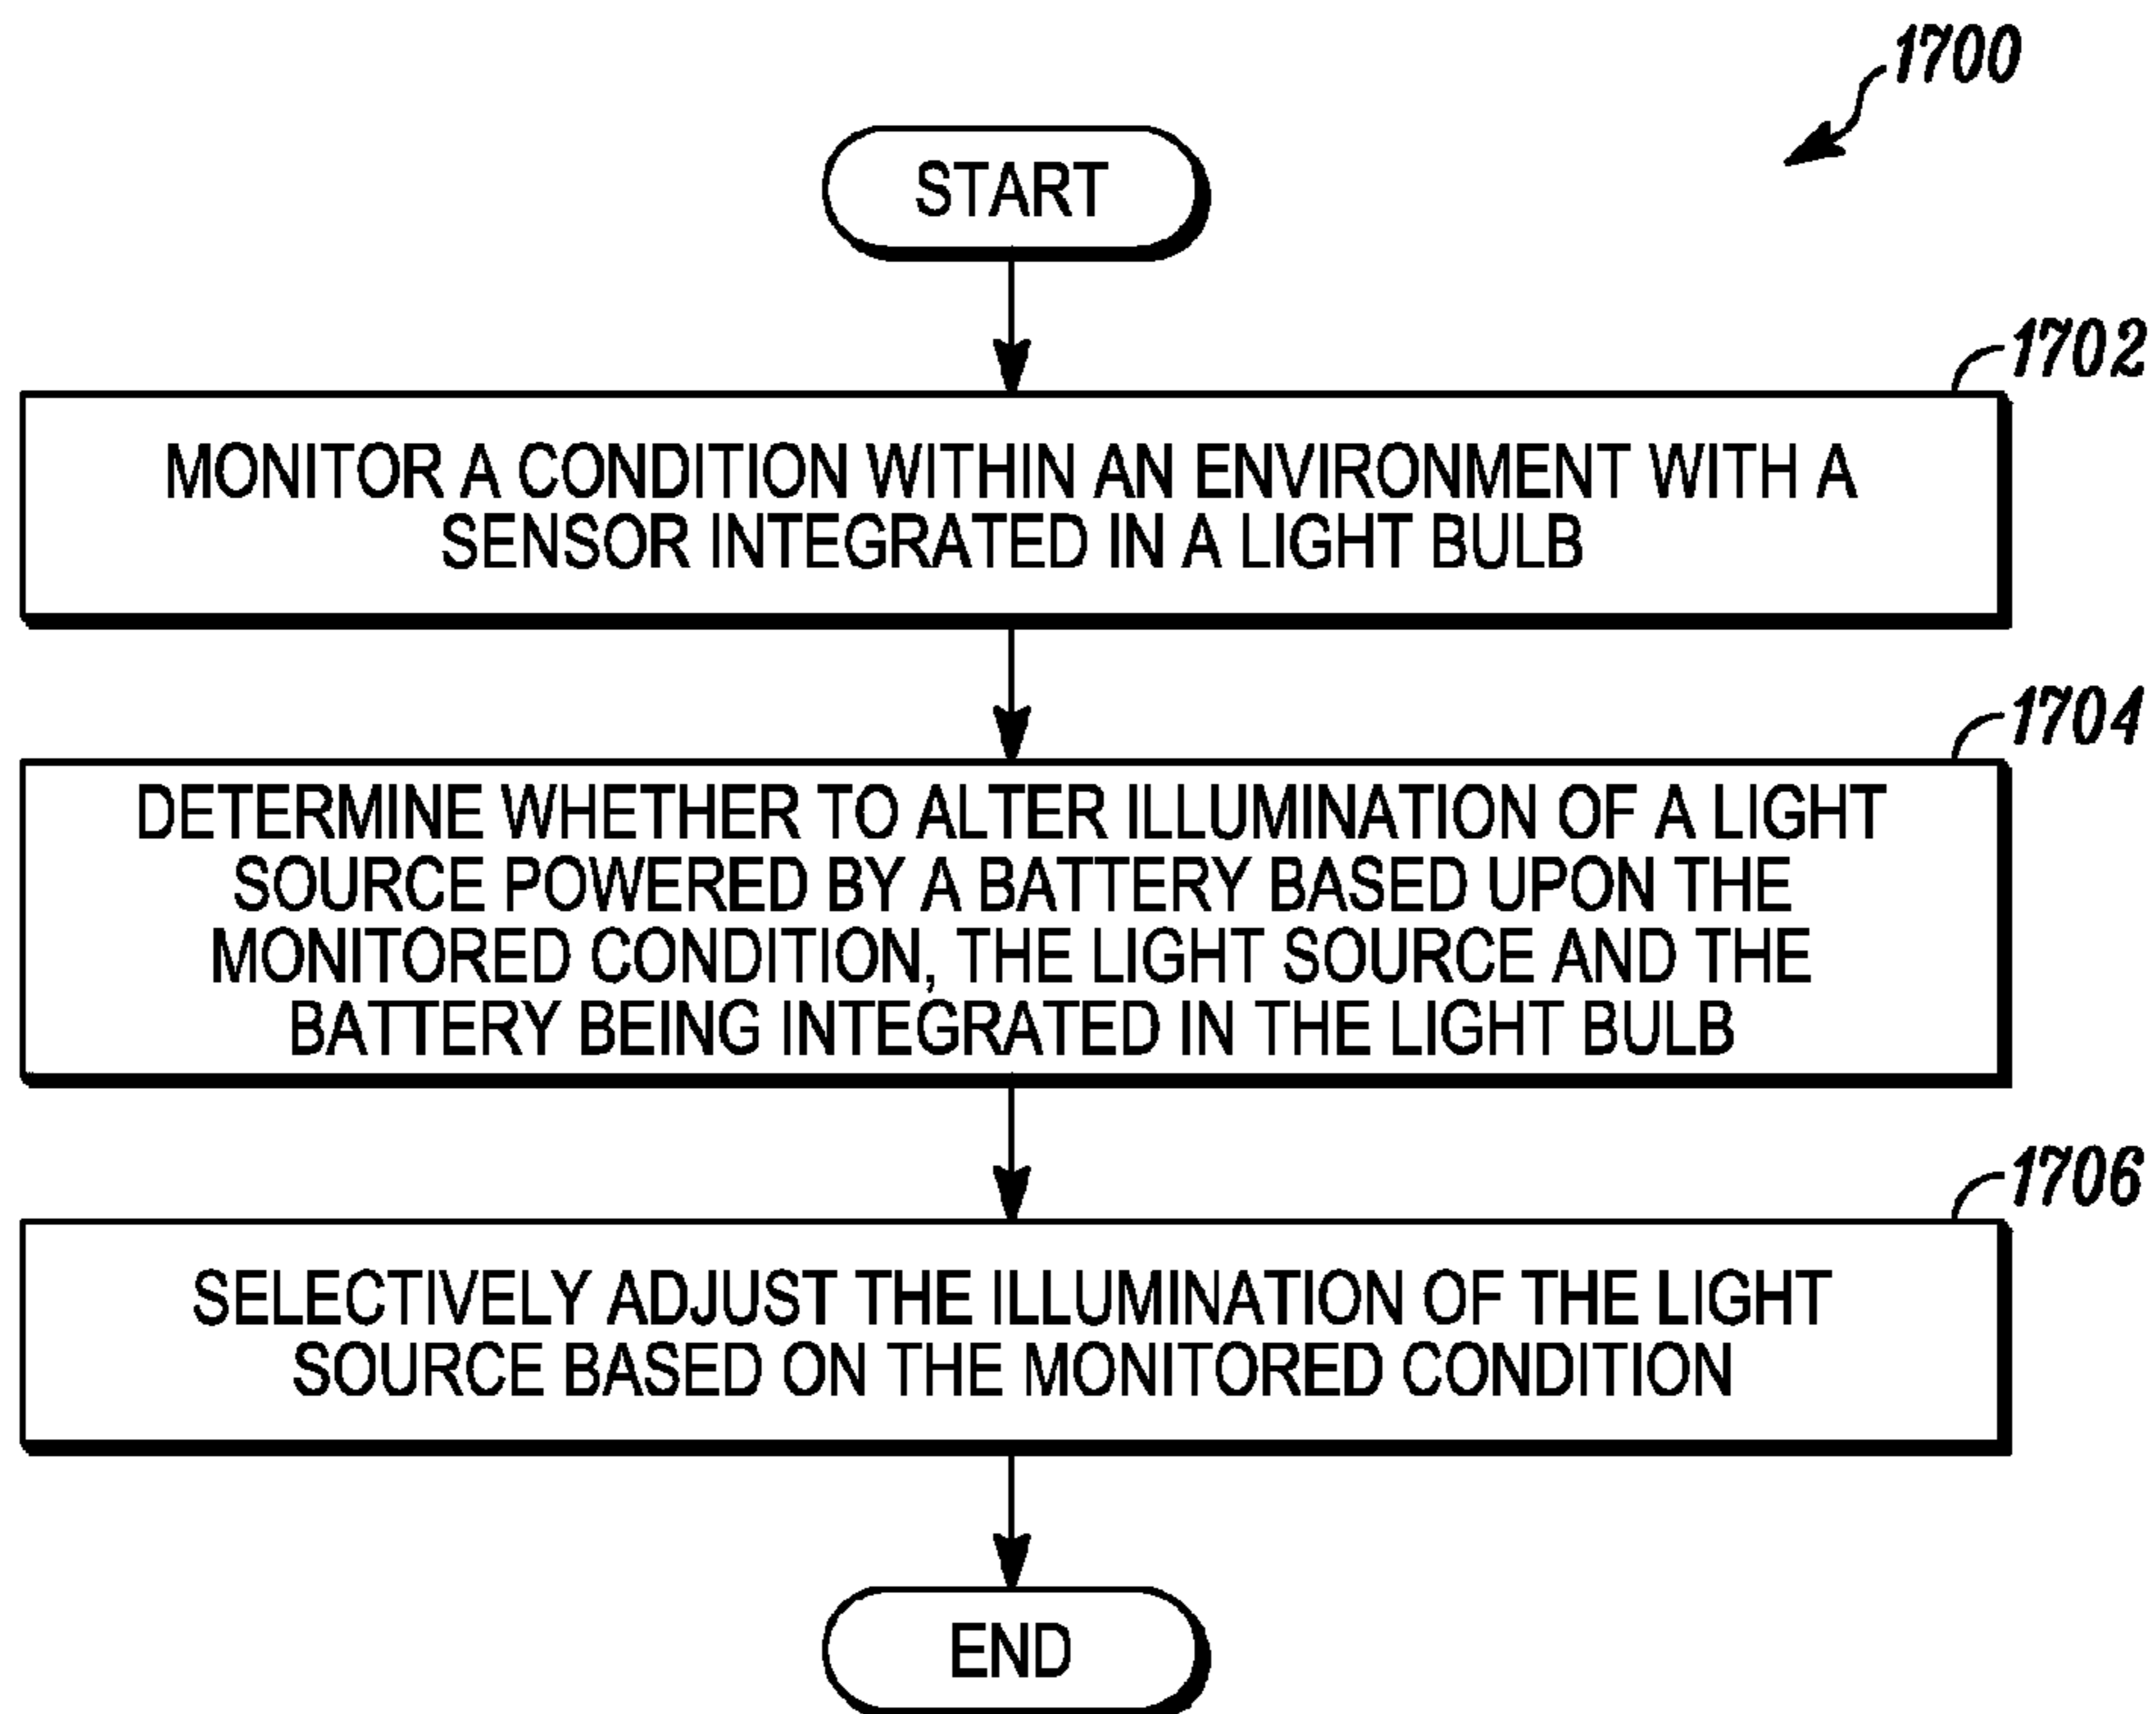 1700
START
1702
MONITOR A CONDITION WITHIN AN ENVIRONMENT WITH A
SENSOR INTEGRATED IN A LIGHT BULB
1704
DETERMINE WHETHER TO ALTER ILLUMINATION OF A LIGHT
SOURCE POWERED BY A BATTERY BASED UPON THE
MONITORED CONDITION, THE LIGHT SOURCE AND THE
BATTERY BEING INTEGRATED IN THE LIGHT BULB
1706
SELECTIVELY ADJUST THE ILLUMINATION OF THE LIGHT
SOURCE BASED ON THE MONITORED CONDITION
END